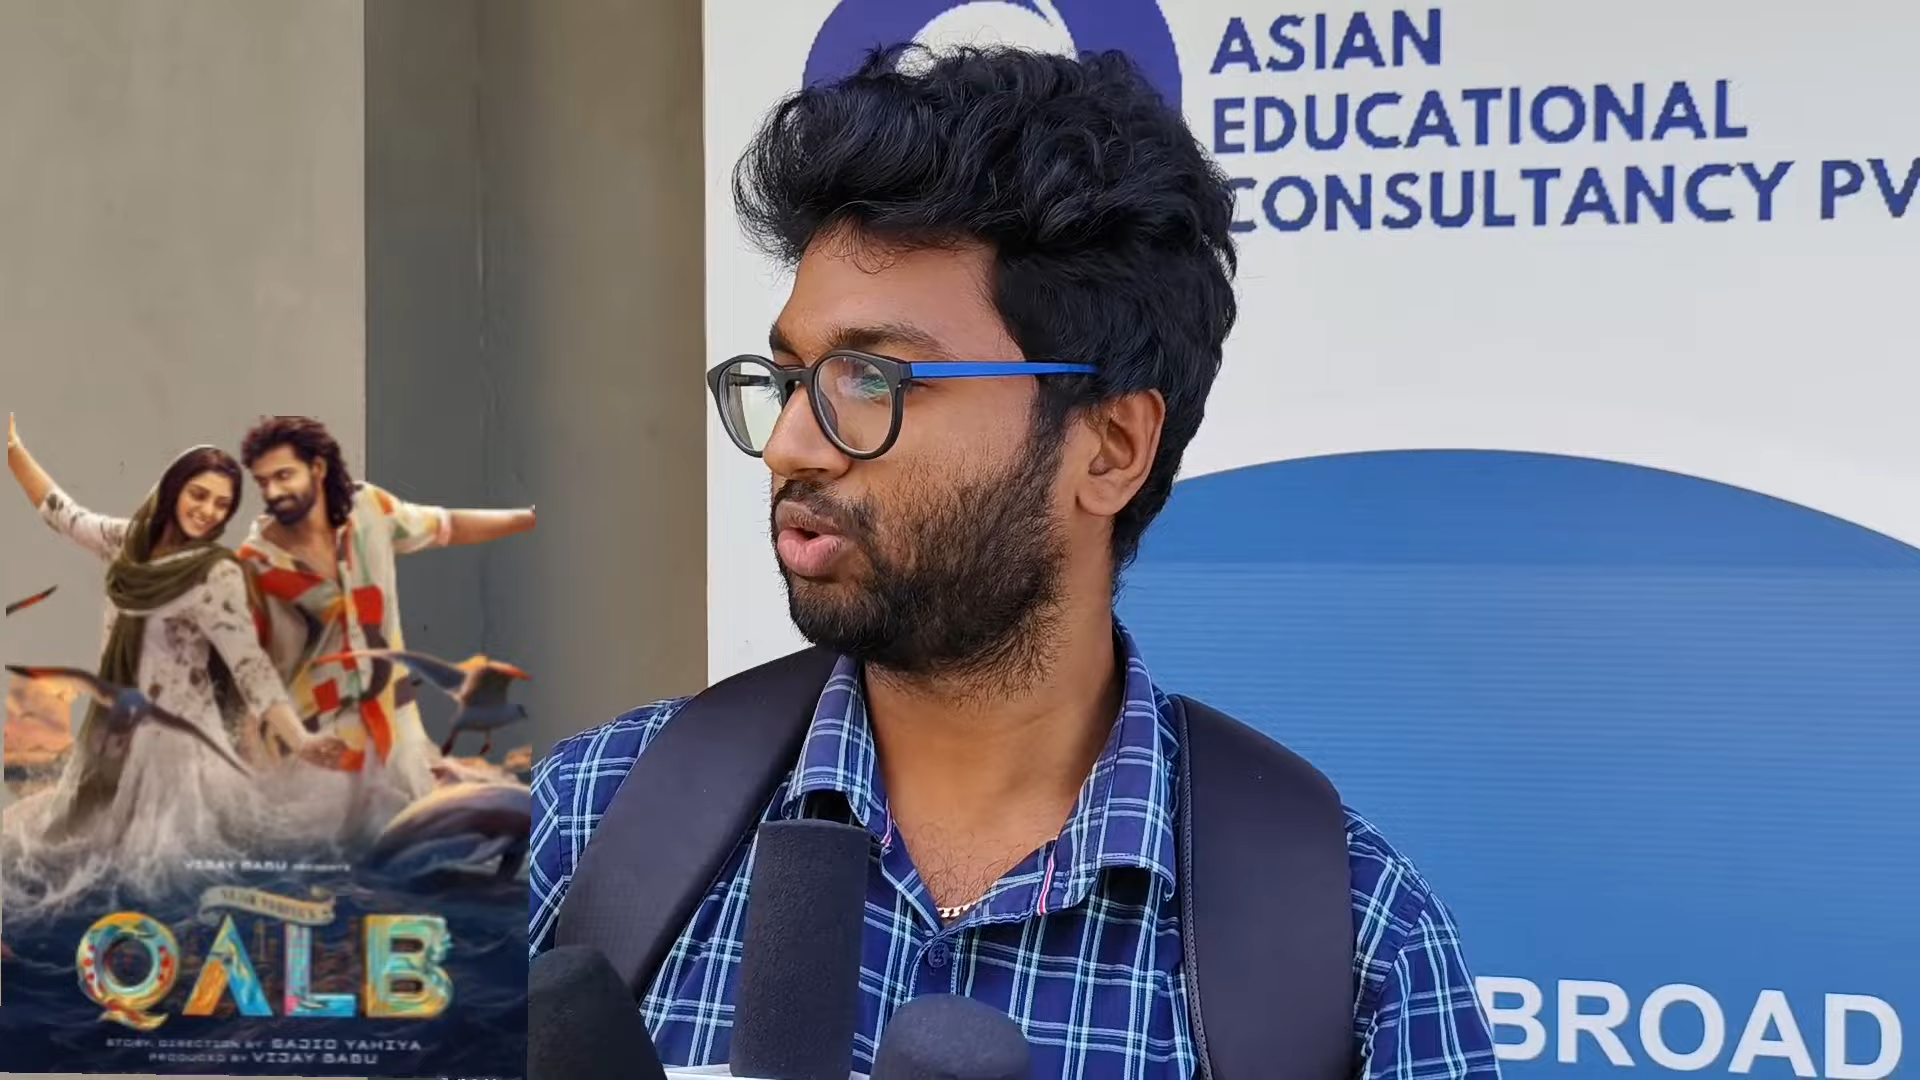 ASIAN
EDUCATIONAL
CONSULTANCY PV
BROAD
VIJAY BABU PRESENTS
QALB
STORY, DIRECTION BY SAJID YAHIYA
PRODUCED BY VIJAY BABU